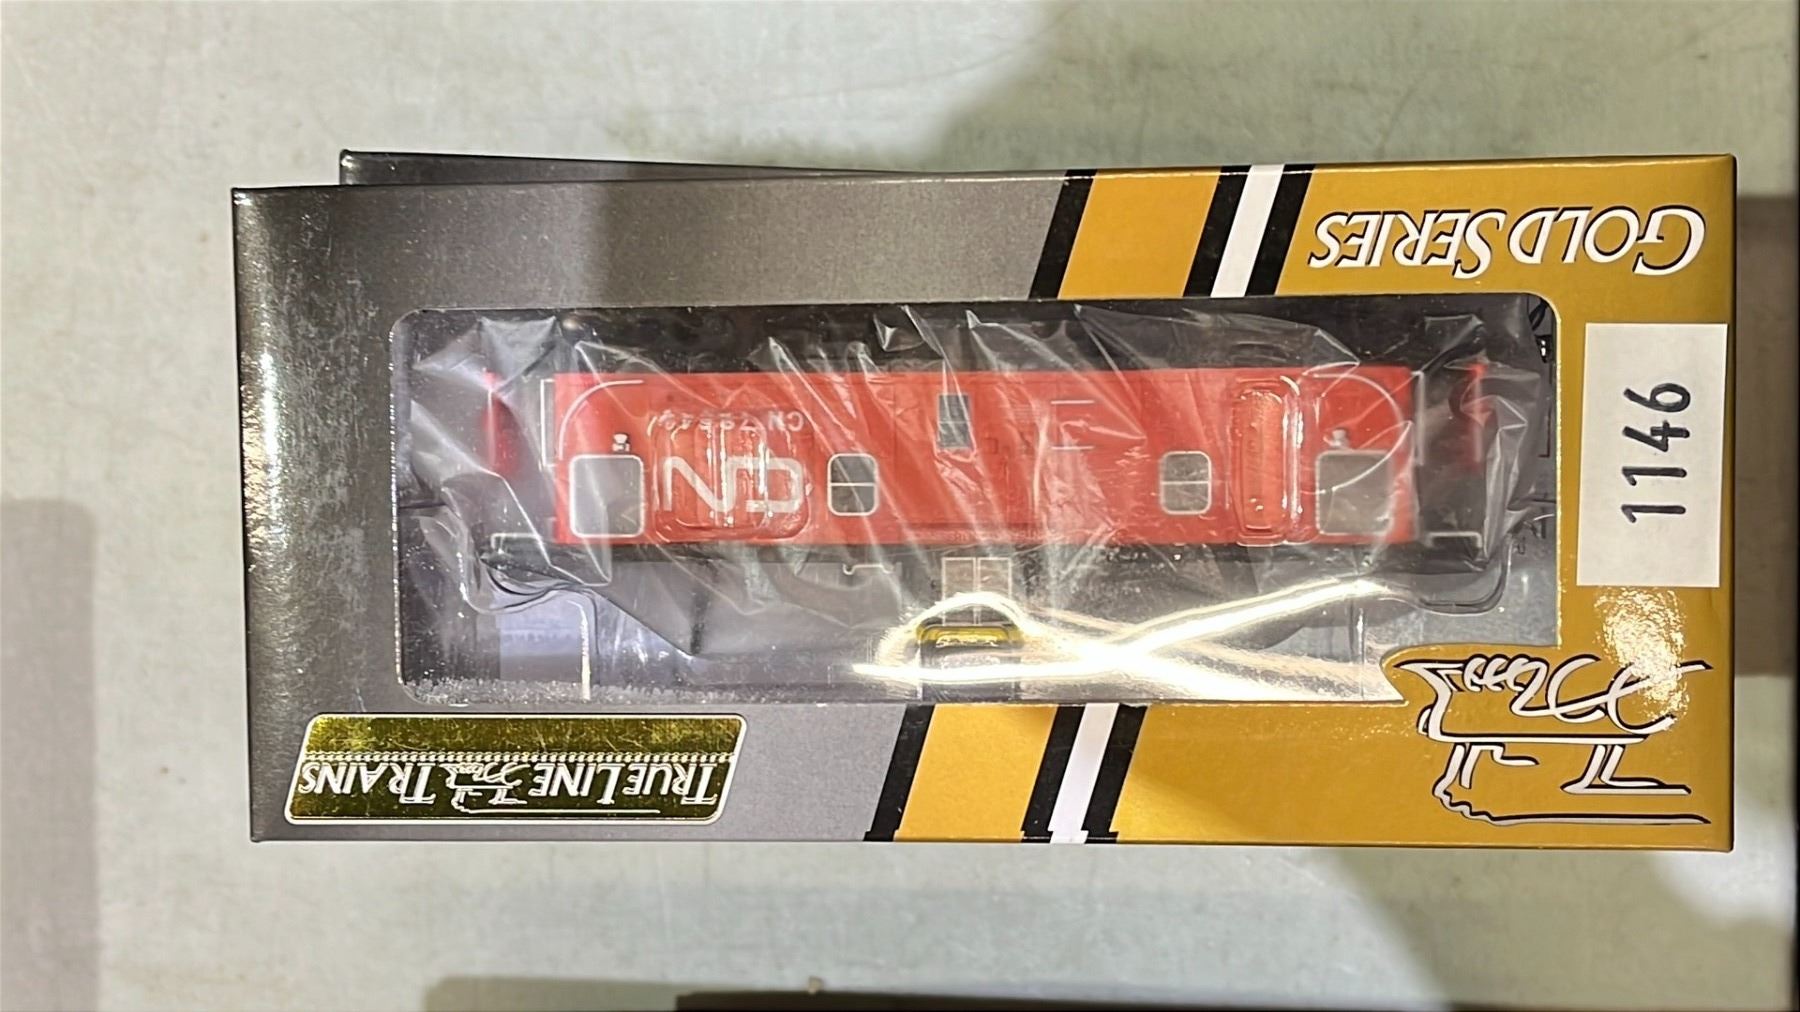 GOLD SERIES
1146
CN
TRUE LINE TRAINS